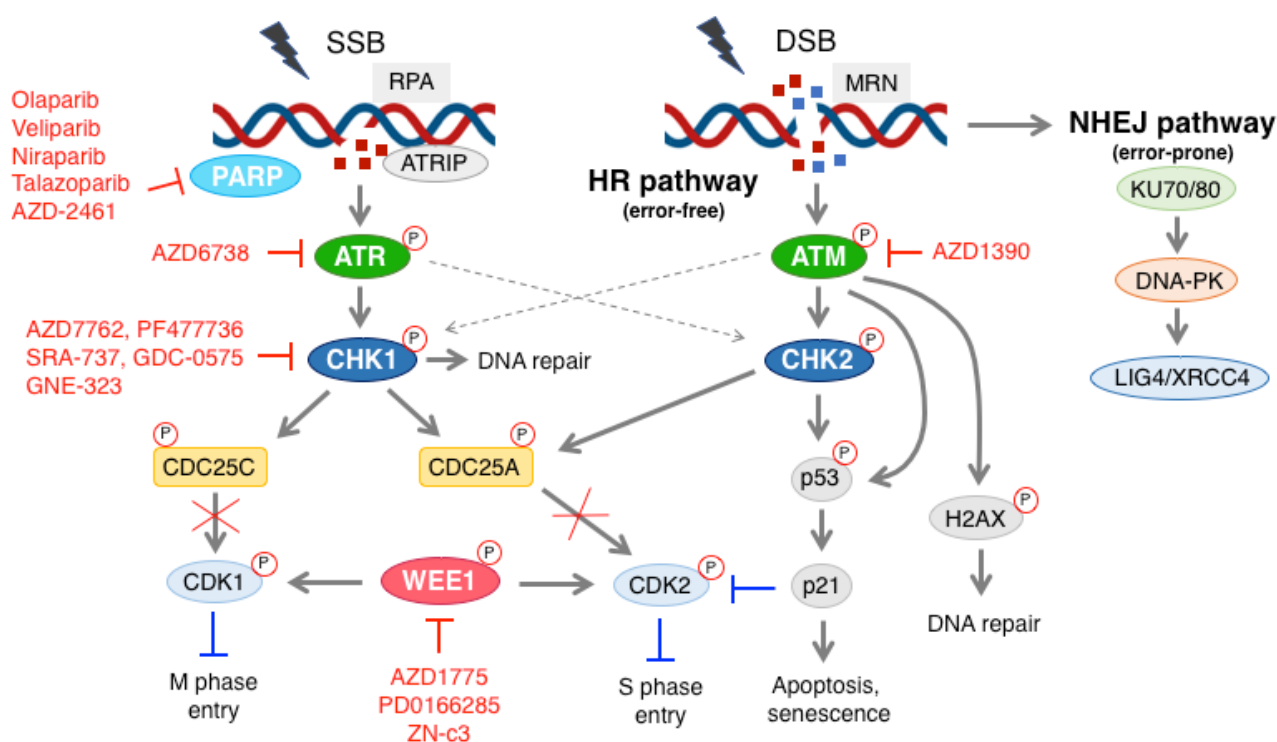 SSB
DSB
RPA
MRN
Olaparib
Veliparib
Niraparib
Talazoparib
AZD-2461
PARP
ATRIP
NHEJ pathway
(error-prone)
HR pathway
(error-free)
KU70/80
AZD6738
ATR
P
ATM
P
AZD1390
DNA-PK
AZD7762, PF477736
SRA-737, GDC-0575
GNE-323
CHK1
P
DNA repair
CHK2
P
LIG4/XRCC4
P
CDC25C
P
CDC25A
P
p53
P
H2AX
P
CDK1
P
WEE1
P
CDK2
p21
DNA repair
M phase
entry
AZD1775
PD0166285
ZN-c3
S phase
entry
Apoptosis,
senescence